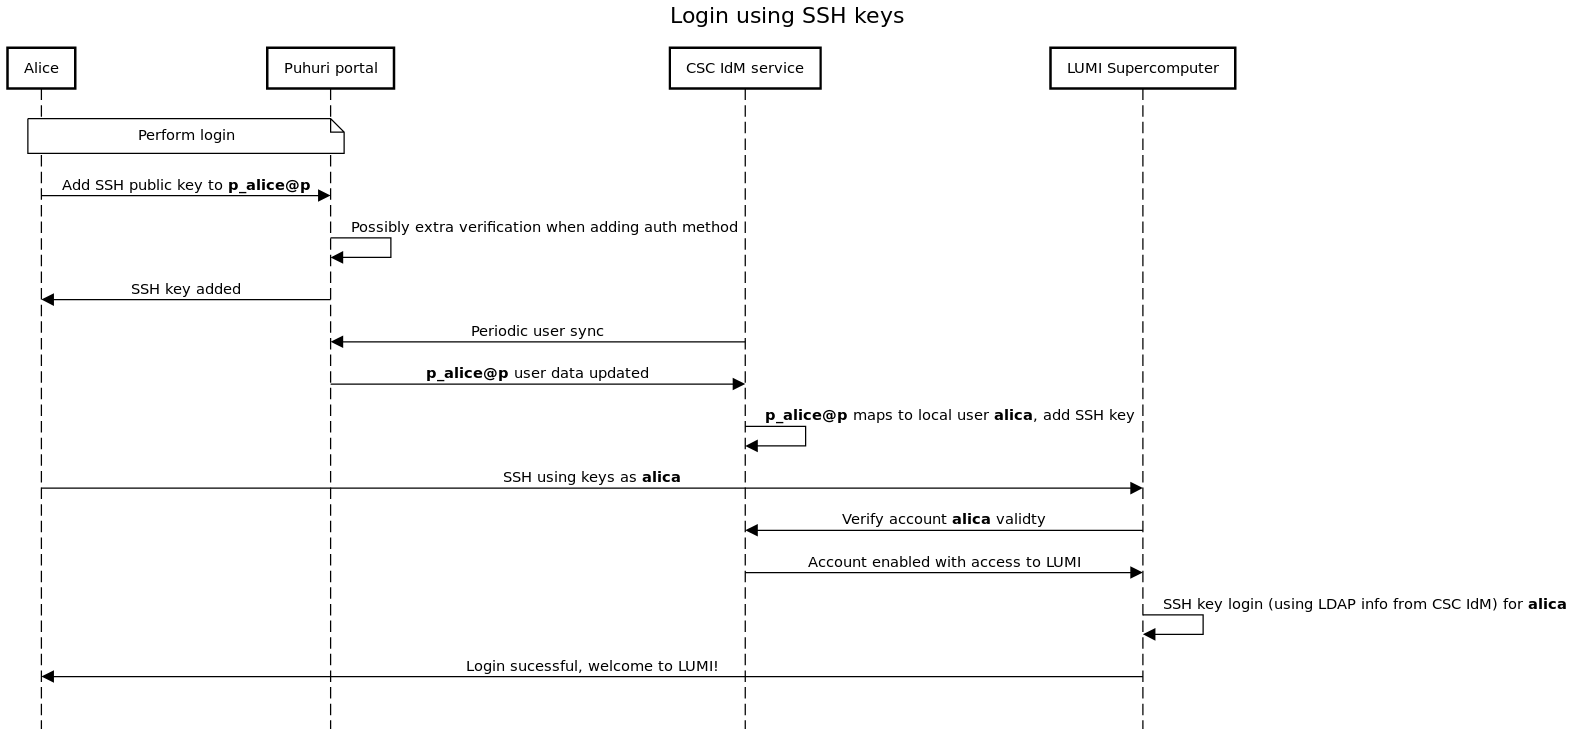 Login using SSH keys
Alice
Puhuri portal
CSC IdM service
LUMI Supercomputer
Perform login
Add SSH public key to p_alice@p
Possibly extra verification when adding auth method
SSH key added
Periodic user sync
p_alice@p user data updated
p_alice@p maps to local user alica, add SSH key
SSH using keys as alica
Verify account alica validty
Account enabled with access to LUMI
SSH key login (using LDAP info from CSC IdM) for alica
Login sucessful, welcome to LUMI!